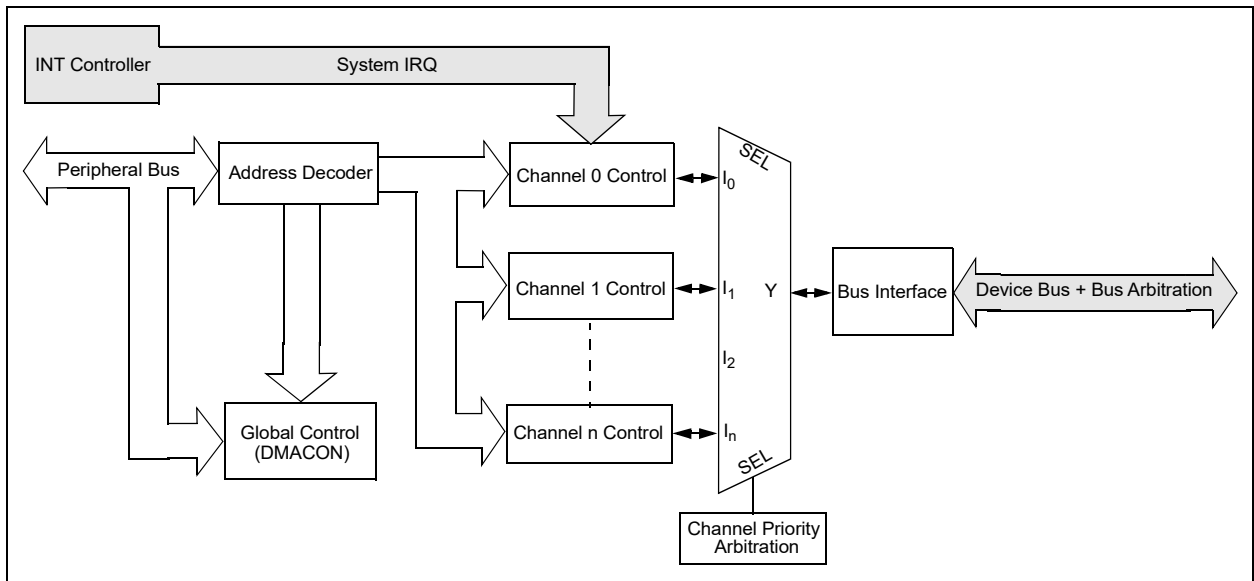 INT Controller
System IRQ
Peripheral Bus
Address Decoder
Channel 0 Control
SEL
I0
Channel 1 Control
I1
Y
Bus Interface
Device Bus + Bus Arbitration
I2
Global Control
(DMACON)
Channel n Control
In
SEL
Channel Priority
Arbitration